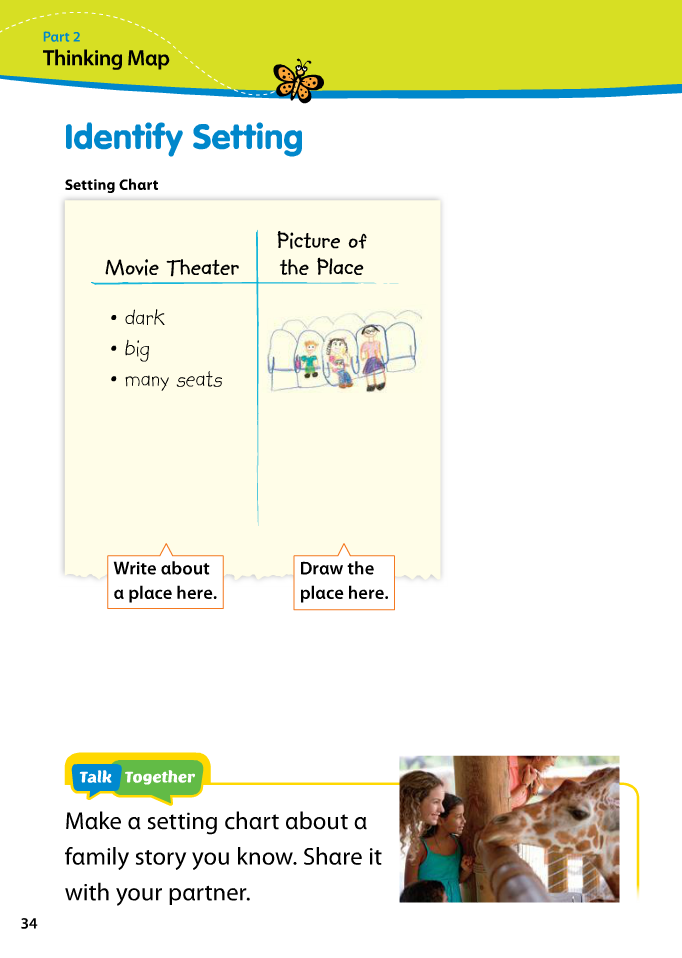 Part 2
Thinking Map
Identify Setting
Setting Chart
Movie Theater
Picture of
the Place
• dark
• big
• many seats
Write about
a place here.
Draw the
place here.
Talk Together
Make a setting chart about a
family story you know. Share it
with your partner.
34